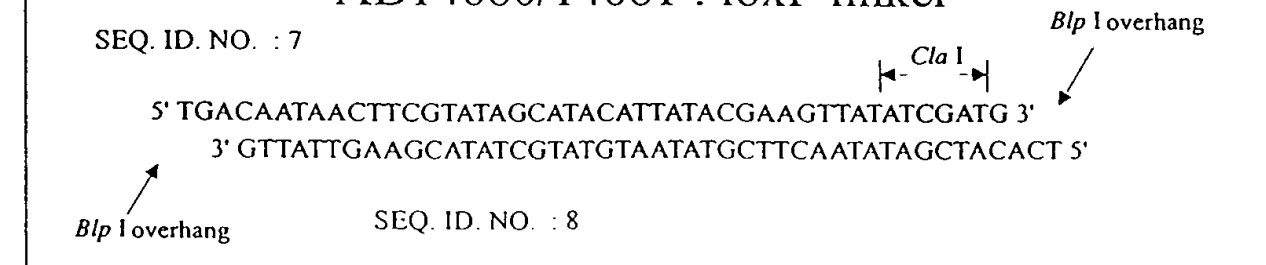 SEQ. ID. NO. : 7
Blp I overhang
Cla I
5' TGACAATAACTTCGTATAGCATACATTATACGAAGTTATATCGATG 3'
3' GTTATTGAAGCATATCGTATGTAATATGCTTCAATATAGCTACACT 5'
Blp I overhang
SEQ. ID. NO. : 8